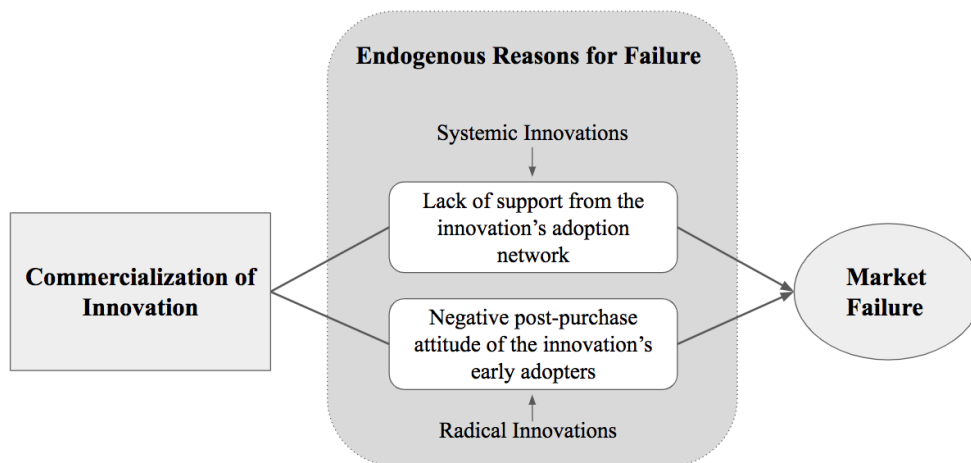 Endogenous Reasons for Failure
Systemic Innovations
Lack of support from the
innovation’s adoption
network
Commercialization of
Innovation
Market
Failure
Negative post-purchase
attitude of the innovation’s
early adopters
Radical Innovations